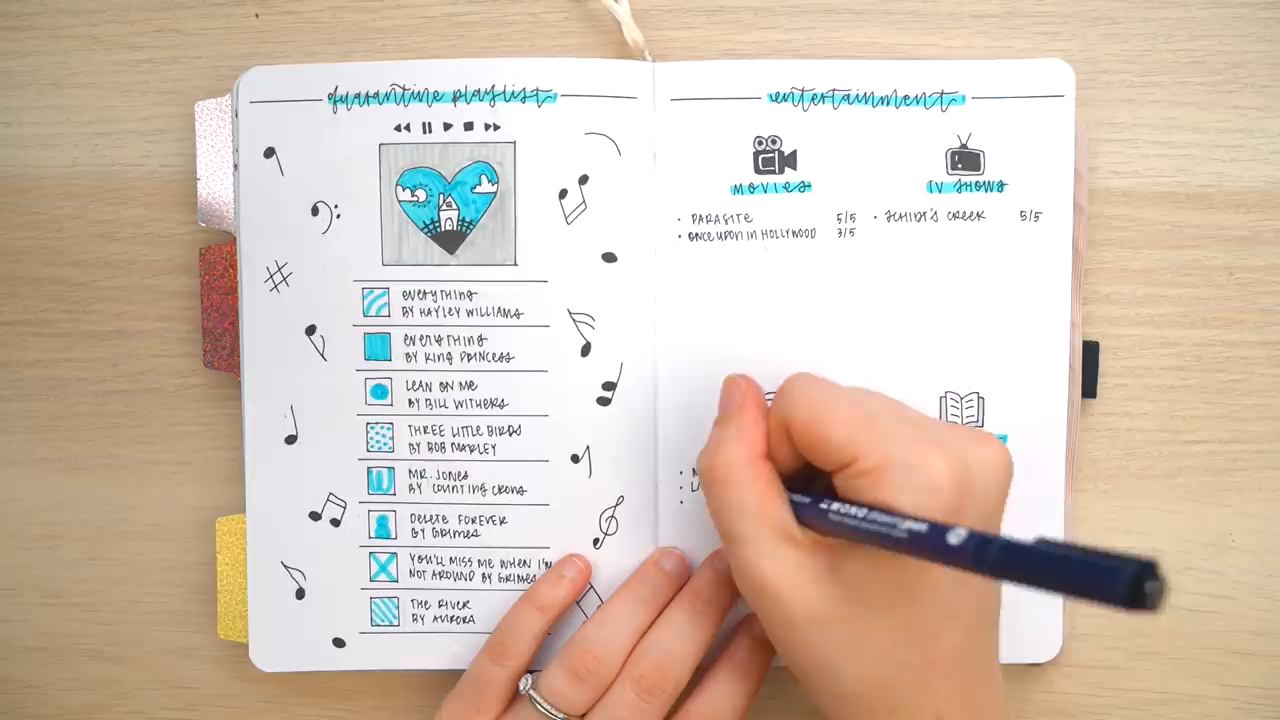 quarantine playlist
everything
BY HAYLEY WILLIAMS
everything
BY KING PRINCESS
LEAN ON ME
BY BILL WITHERS
THREE LITTLE BIRDS
BY BOB MARLEY
MR. JONES
BY COUNTING CROWS
DELETE FOREVER
BY GRIMES
YOU'LL MISS ME WHEN I'M
NOT AROUND BY GRIMES
THE RIVER
BY AURORA
entertainment
MOVIES
• PARASITE 5/5
• ONCE UPON IN HOLLYWOOD 3/5
TV SHOWS
• SCHIDT'S CREEK 5/5
MONO